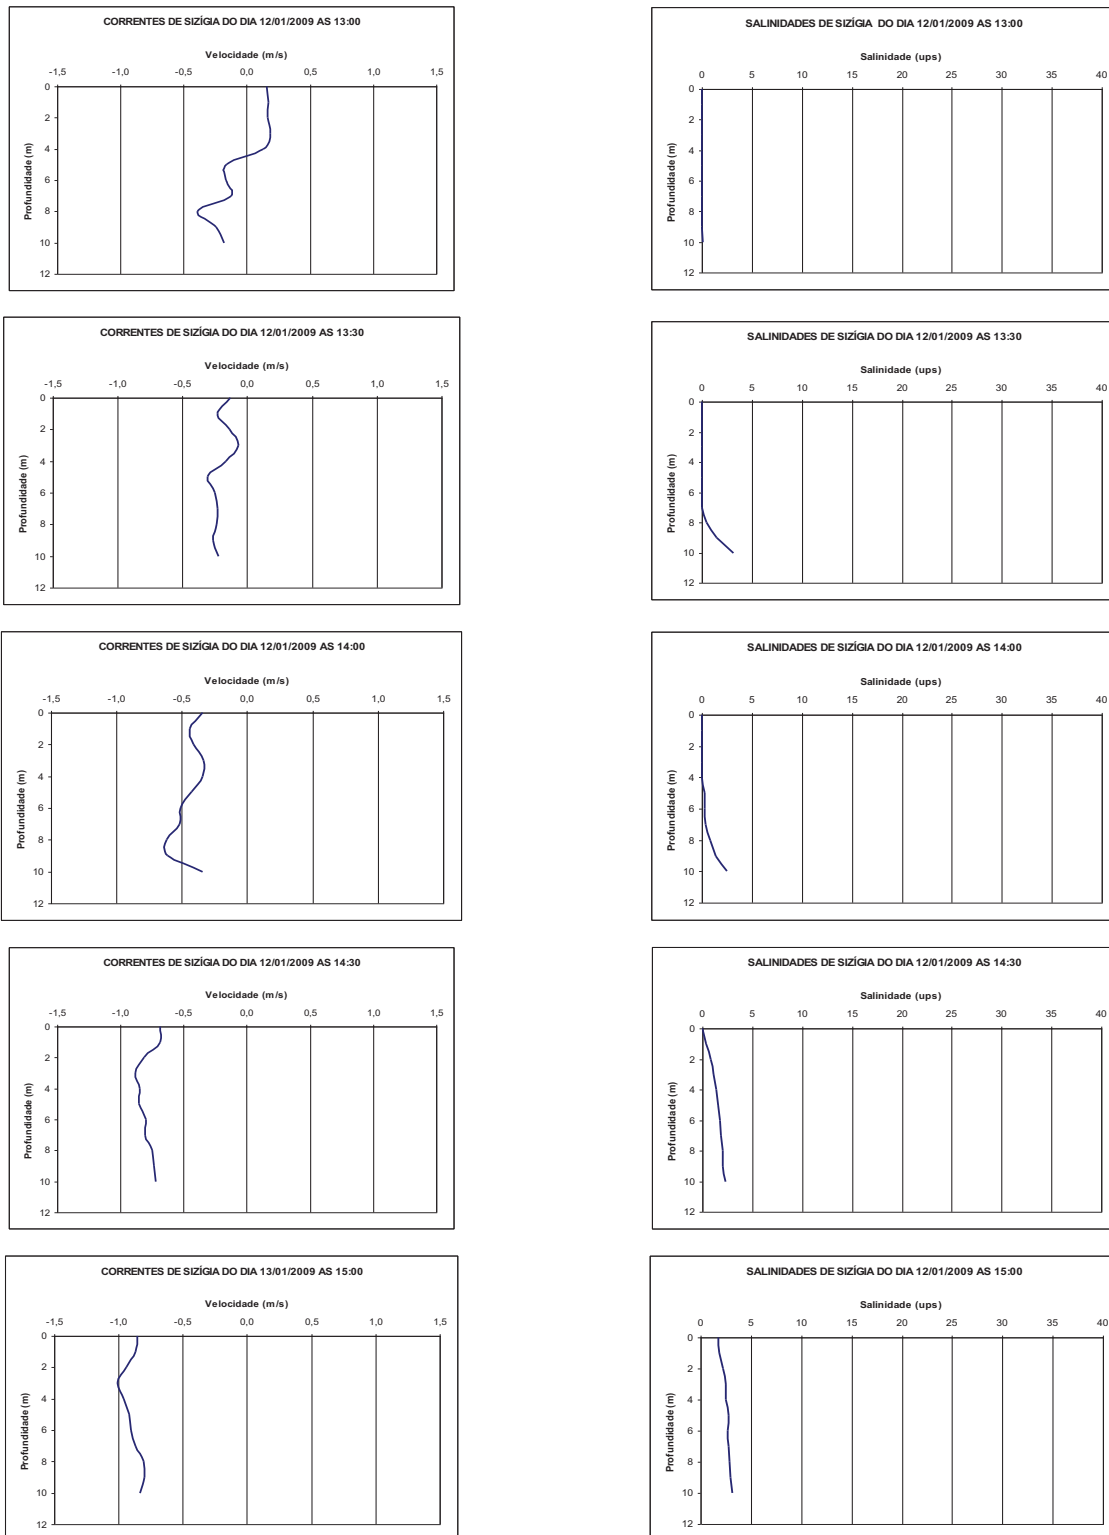 CORRENTES DE SIZÍGIA DO DIA 12/01/2009 AS 13:00
Velocidade (m/s)
-1,5 -1,0 -0,5 0,0 0,5 1,0 1,5
0
2
4
6
8
10
12
Profundidade (m)
SALINIDADES DE SIZÍGIA DO DIA 12/01/2009 AS 13:00
Salinidade (ups)
0 5 10 15 20 25 30 35 40
0
2
4
6
8
10
12
Profundidade (m)
CORRENTES DE SIZÍGIA DO DIA 12/01/2009 AS 13:30
Velocidade (m/s)
-1,5 -1,0 -0,5 0,0 0,5 1,0 1,5
0
2
4
6
8
10
12
Profundidade (m)
SALINIDADES DE SIZÍGIA DO DIA 12/01/2009 AS 13:30
Salinidade (ups)
0 5 10 15 20 25 30 35 40
0
2
4
6
8
10
12
Profundidade (m)
CORRENTES DE SIZÍGIA DO DIA 12/01/2009 AS 14:00
Velocidade (m/s)
-1,5 -1,0 -0,5 0,0 0,5 1,0 1,5
0
2
4
6
8
10
12
Profundidade (m)
SALINIDADES DE SIZÍGIA DO DIA 12/01/2009 AS 14:00
Salinidade (ups)
0 5 10 15 20 25 30 35 40
0
2
4
6
8
10
12
Profundidade (m)
CORRENTES DE SIZÍGIA DO DIA 12/01/2009 AS 14:30
Velocidade (m/s)
-1,5 -1,0 -0,5 0,0 0,5 1,0 1,5
0
2
4
6
8
10
12
Profundidade (m)
SALINIDADES DE SIZÍGIA DO DIA 12/01/2009 AS 14:30
Salinidade (ups)
0 5 10 15 20 25 30 35 40
0
2
4
6
8
10
12
Profundidade (m)
CORRENTES DE SIZÍGIA DO DIA 13/01/2009 AS 15:00
Velocidade (m/s)
-1,5 -1,0 -0,5 0,0 0,5 1,0 1,5
0
2
4
6
8
10
12
Profundidade (m)
SALINIDADES DE SIZÍGIA DO DIA 12/01/2009 AS 15:00
Salinidade (ups)
0 5 10 15 20 25 30 35 40
0
2
4
6
8
10
12
Profundidade (m)